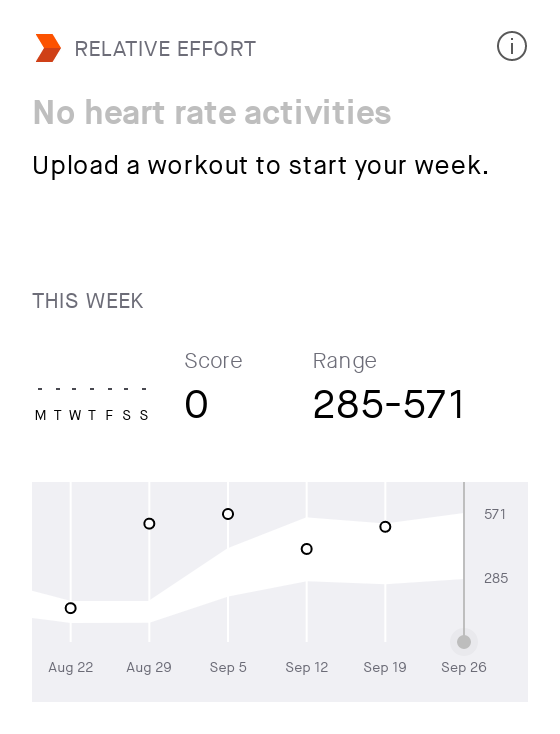 RELATIVE EFFORT
No heart rate activities
Upload a workout to start your week.
THIS WEEK
Score Range
- - - - - - -
M T W T F S S 0 285-571
571
285
Aug 22 Aug 29 Sep 5 Sep 12 Sep 19 Sep 26